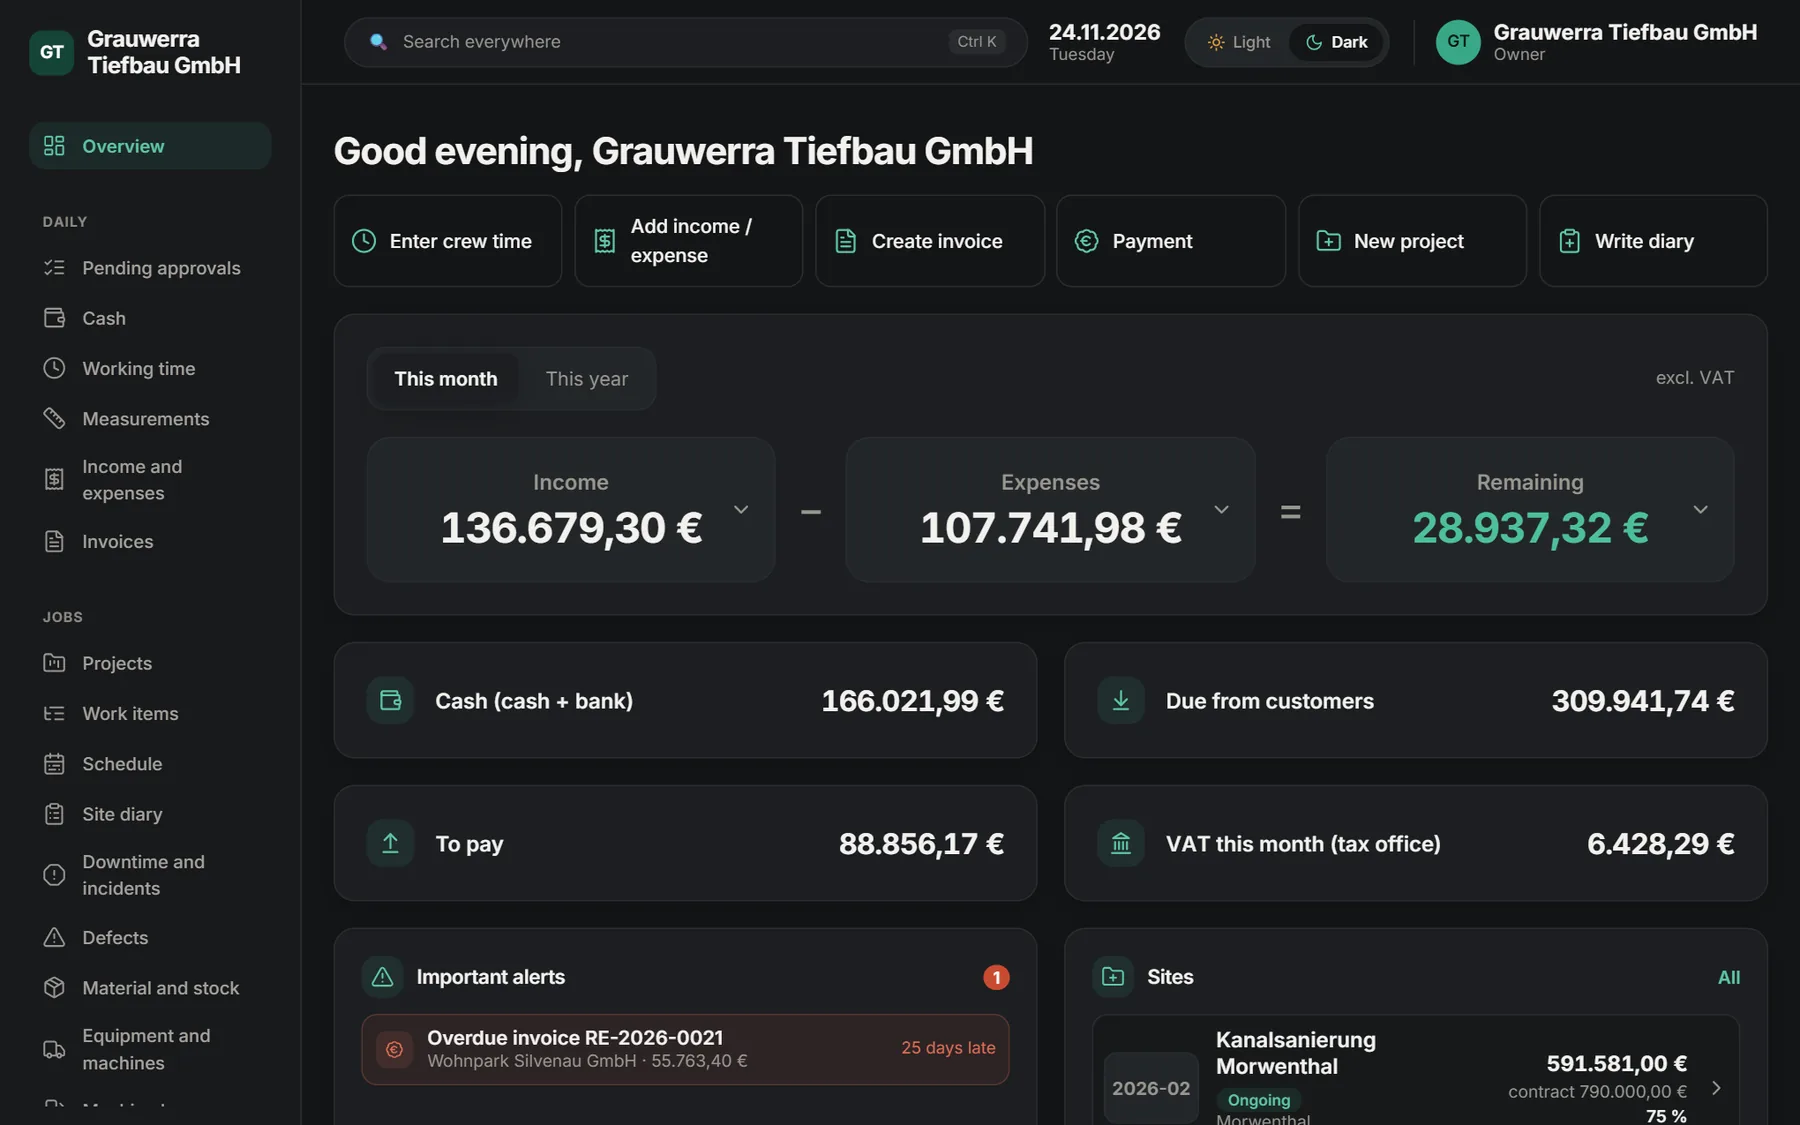 GT
Grauwerra
Tiefbau GmbH
Search everywhere
Ctrl K
24.11.2026
Tuesday
Light
Dark
GT
Grauwerra Tiefbau GmbH
Owner
Overview
DAILY
Pending approvals
Cash
Working time
Measurements
Income and
expenses
Invoices
JOBS
Projects
Work items
Schedule
Site diary
Downtime and
incidents
Defects
Material and stock
Equipment and
machines
Good evening, Grauwerra Tiefbau GmbH
Enter crew time
Add income /
expense
Create invoice
Payment
New project
Write diary
This month
This year
excl. VAT
Income
136.679,30 €
–
Expenses
107.741,98 €
=
Remaining
28.937,32 €
Cash (cash + bank)
166.021,99 €
Due from customers
309.941,74 €
To pay
88.856,17 €
VAT this month (tax office)
6.428,29 €
Important alerts
1
Overdue invoice RE-2026-0021
Wohnpark Silvenau GmbH · 55.763,40 €
25 days late
Sites
All
2026-02
Kanalsanierung
Morwenthal
Ongoing
Morwenthal
591.581,00 €
contract 790.000,00 €
75 %